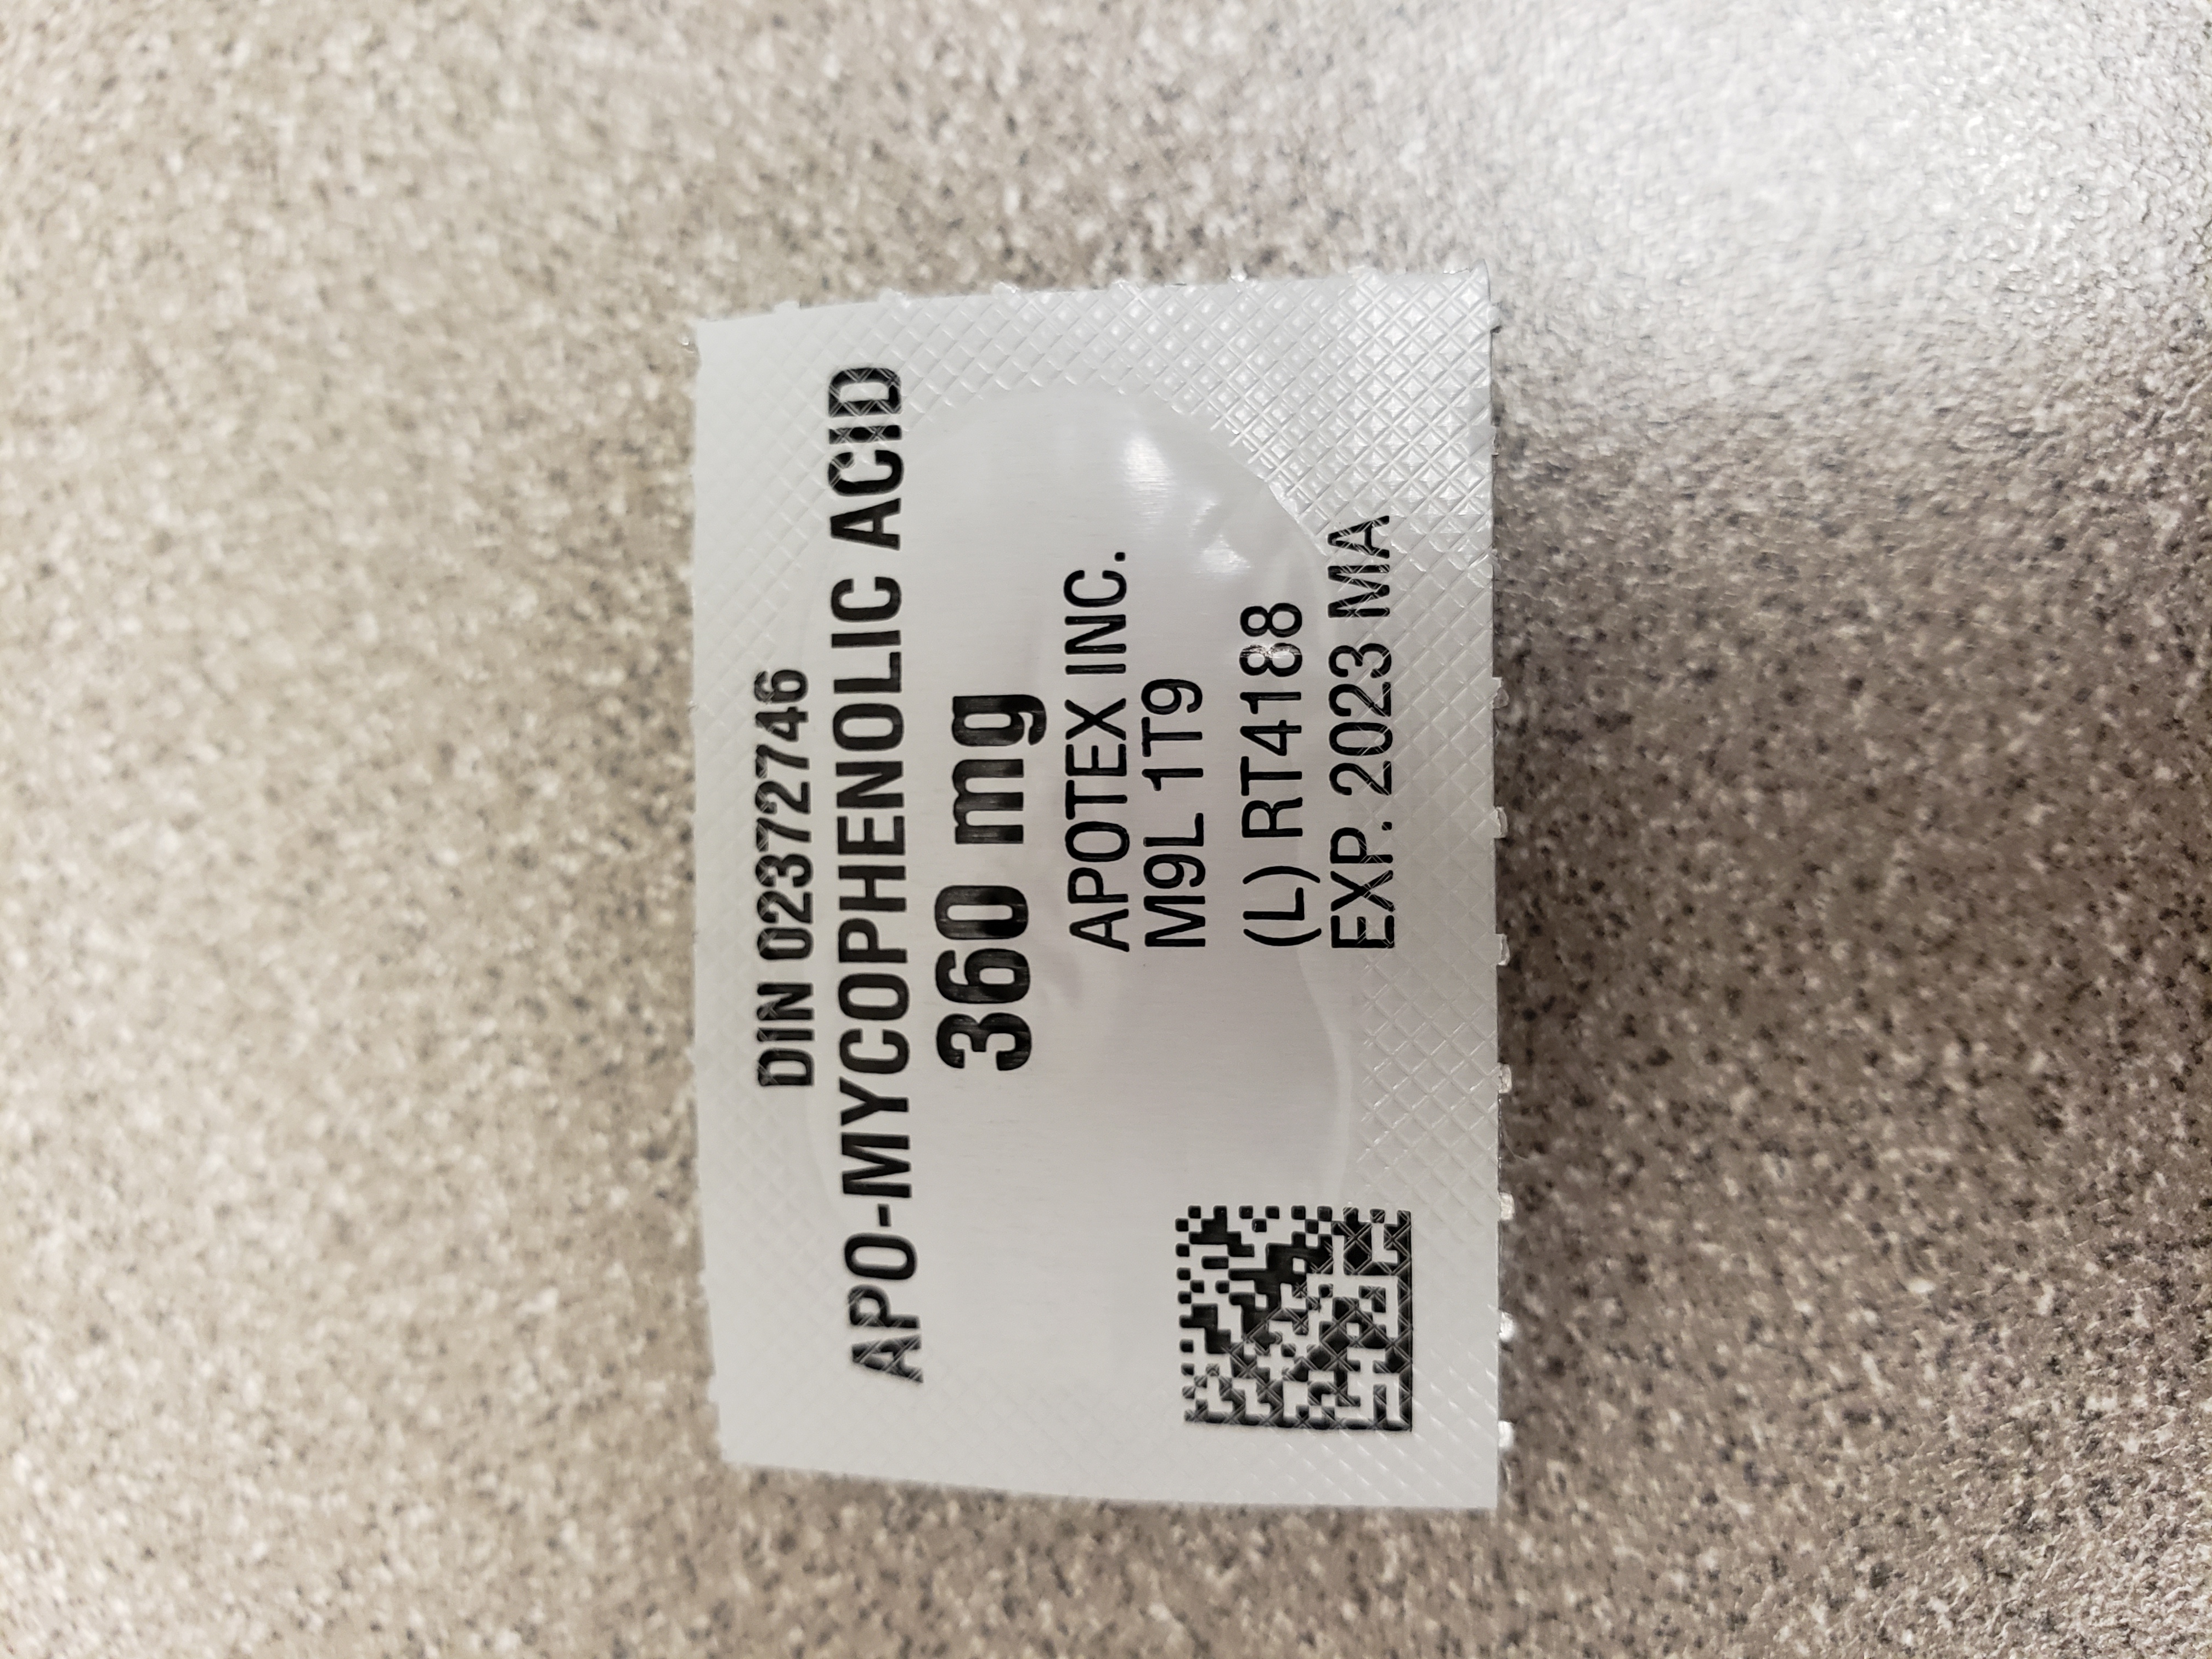 DIN 02372746
APO-MYCOPHENOLIC ACID
360 mg
APOTEX INC.
M9L 1T9
(L) RT4188
EXP. 2023 MA